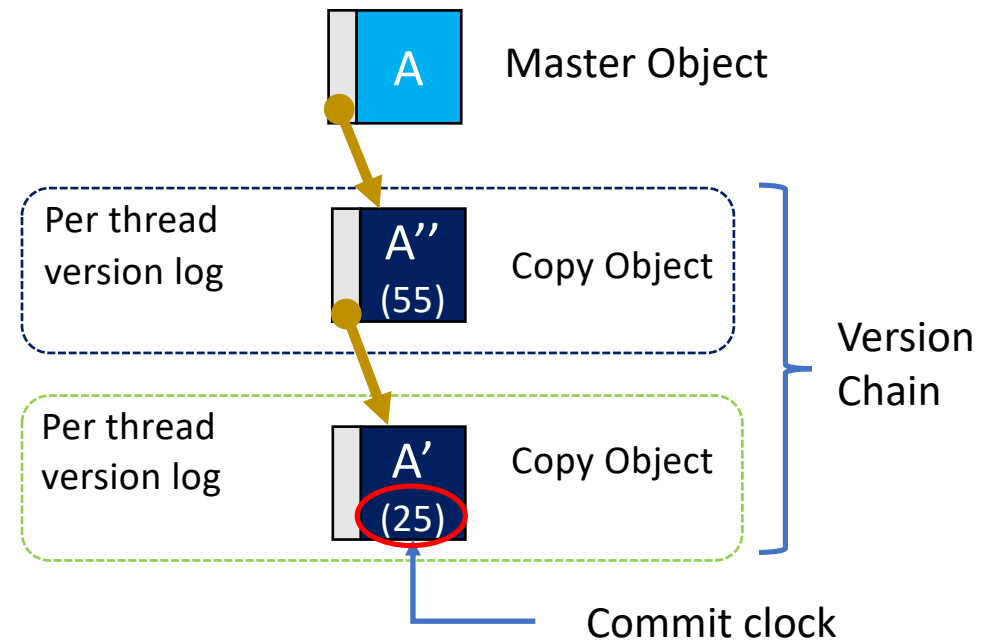 A
Master Object
Per thread
version log
A''
(55)
Copy Object
Version
Chain
Per thread
version log
A'
(25)
Copy Object
Commit clock